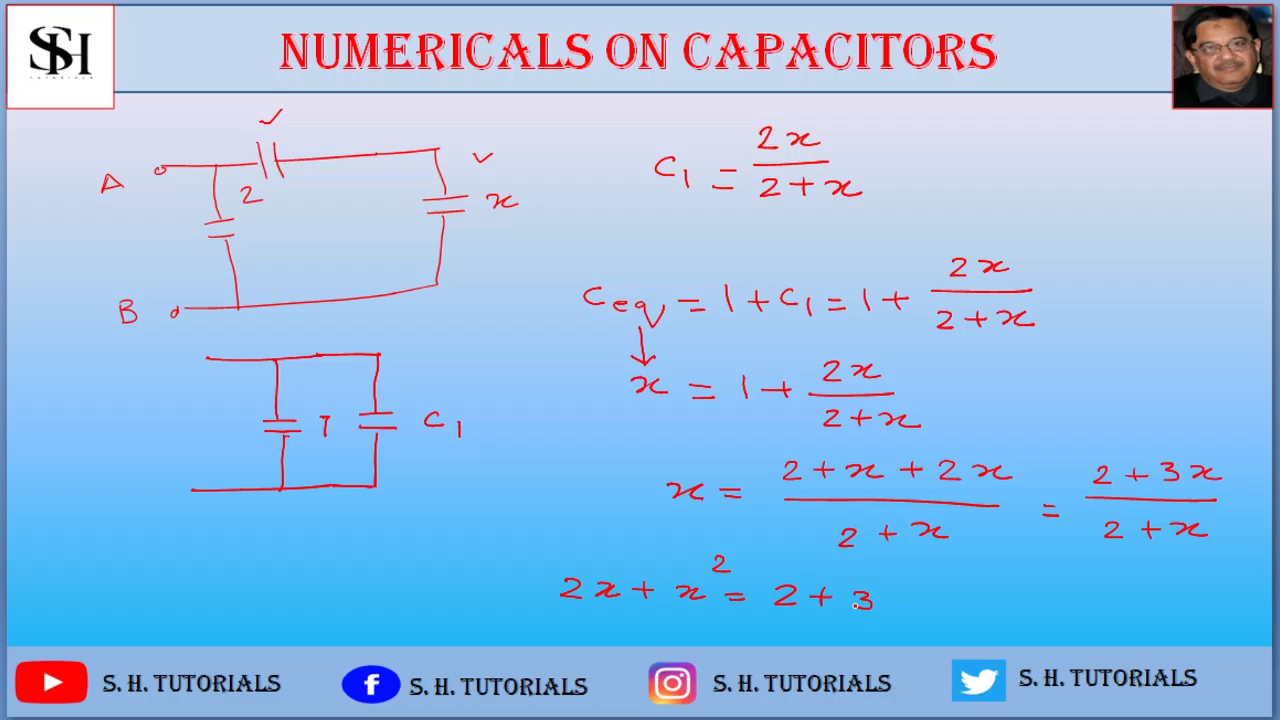 SH
TUTORIALS
NUMERICALS ON CAPACITORS
A
2
x
B
1
C₁
C₁ = 2x / 2 + x
Ceq = 1 + C₁ = 1 + 2x / 2 + x
x = 1 + 2x / 2 + x
x = 2 + x + 2x / 2 + x = 2 + 3x / 2 + x
2x + x² = 2 + 3
S. H. TUTORIALS
S. H. TUTORIALS
S. H. TUTORIALS
S. H. TUTORIALS